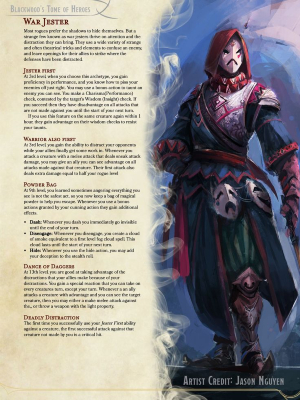 Blackwood's Tome of Heroes
War Jester
Most rogues prefer the shadows to hide themselves. But a
strange few known as war jesters thrive on attention and the
distraction they can bring. They use a wide variety of strange
and often theatrical tricks and elements to confuse an enemy
and leave openings for their allies to strike where the
defenses have been distracted.
Jester first
At 3rd level when you choose this archetype, you gain
proficiency in performance, and you know how to piss your
enemies off just right. You may use a bonus action to taunt an
enemy you can see. You make a Charisma(Performance)
check, contested by the target's Wisdom (Insight) check. If
you succeed then they have disadvantage on all attacks that
are not made against you until the start of your next turn.
If you use this feature on the same creature again within 1
hour, they gain advantage on their wisdom checks to resist
your taunts.
Warrior also first
At 3rd level you gain the ability to distract your opponents
while your allies finally get some work in. Whenever you
attack a creature with a melee attack that deals sneak attack
damage, you may give an ally you can see advantage on all
attacks made against that creature. Their first attack also
deals extra damage equal to half your rogue level
Powder Bag
At 9th level, you learned sometimes angering everything you
see is not the safest act, so you now keep a bag of magical
powder to help you escape. Whenever you use a bonus
actions granted by your cunning action they gain additional
effects.
• Dash: Whenever you dash you immediately go invisible
until the end of your turn.
• Disengage: Whenever you disengage, you create a cloud
of smoke equivalent to a first level fog cloud spell. This
cloud lasts until the start of your next turn.
• Hide: Whenever you use the hide action, you may add
your deception to the stealth roll.
Dance of Daggers
At 13th level you are good at taking advantage of the
distractions that your allies make because of your
distractions. You gain a special reaction that you can take on
every creatures turn, except your turn. Whenever a an ally
attacks a creature with advantage and you can see the target
creature, then you may either a make melee attack against
the, or throw a weapon with the light property.
Deadly Distraction
The first time you successfully use your Jester First ability
against a creature, the first successful attack against that
creature not made by you is a critical hit.
Artist Credit: Jason Nguyen